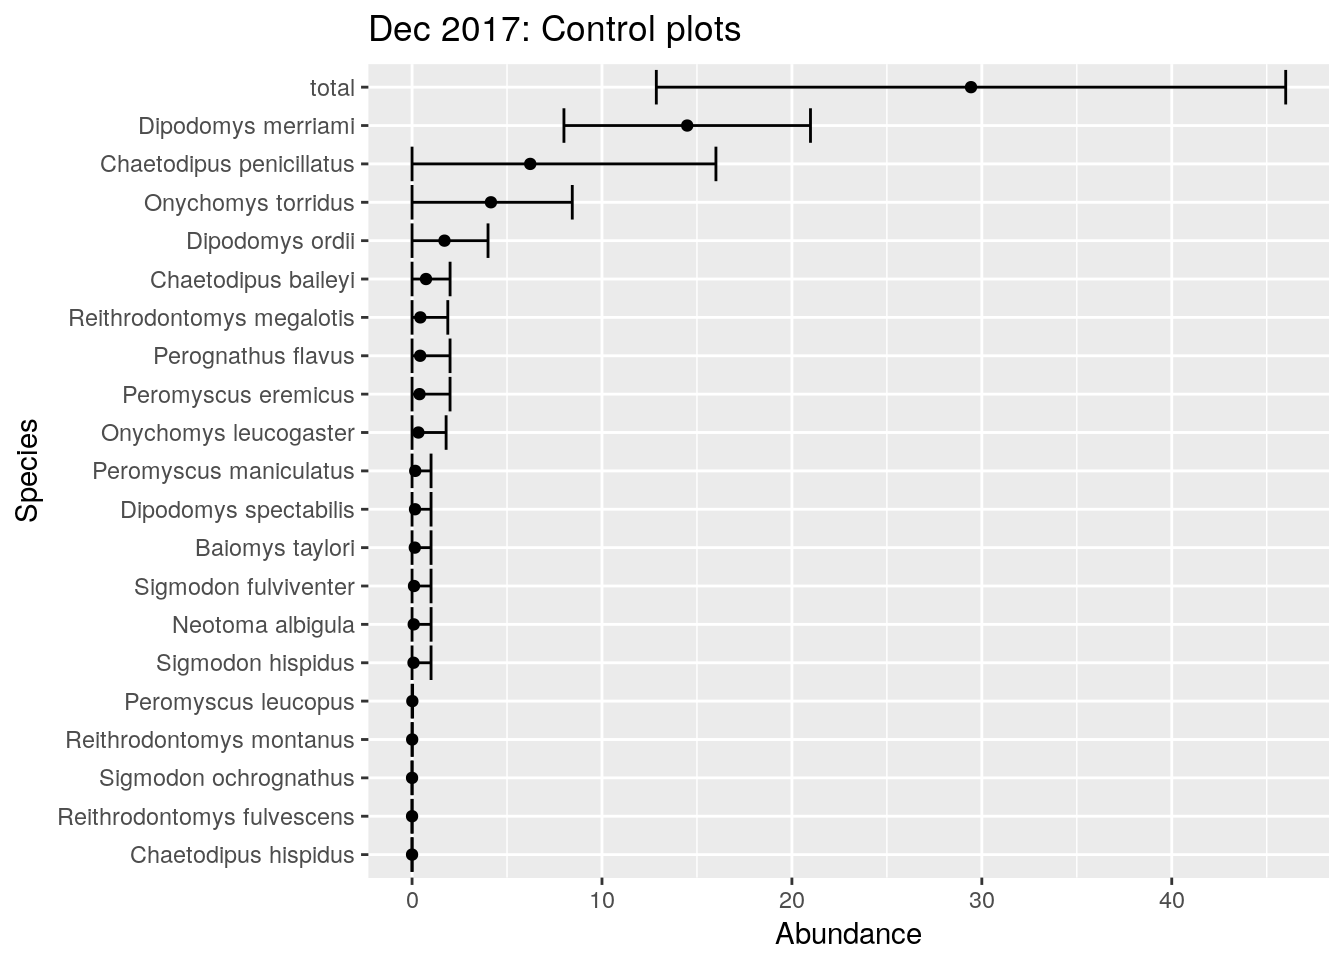 Dec 2017: Control plots
total
Dipodomys merriami
Chaetodipus penicillatus
Onychomys torridus
Dipodomys ordii
Chaetodipus baileyi
Reithrodontomys megalotis
Perognathus flavus
Peromyscus eremicus
Onychomys leucogaster
Peromyscus maniculatus
Dipodomys spectabilis
Baiomys taylori
Sigmodon fulviventer
Neotoma albigula
Sigmodon hispidus
Peromyscus leucopus
Reithrodontomys montanus
Sigmodon ochrognathus
Reithrodontomys fulvescens
Chaetodipus hispidus
Species
0 10 20 30 40
Abundance